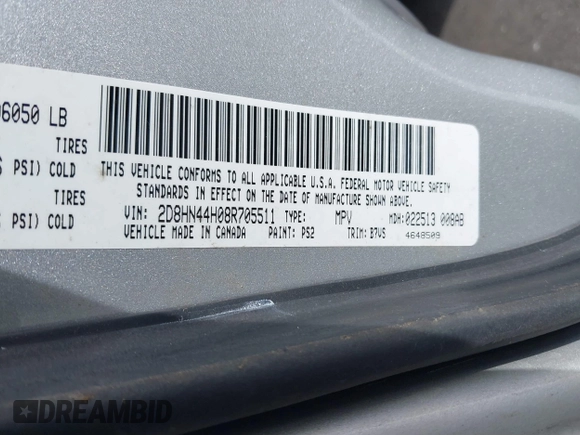 06050 LB
TIRES
PSI) COLD
TIRES
PSI) COLD
THIS VEHICLE CONFORMS TO ALL APPLICABLE U.S.A. FEDERAL MOTOR VEHICLE SAFETY
STANDARDS IN EFFECT ON THE DATE OF MANUFACTURE SHOWN ABOVE.
VIN: 2D8HN44H08R705511 TYPE: MPV MDH: 022513 008AB
VEHICLE MADE IN CANADA PAINT: PS2 TRIM: B7VS 4648509
DREAMBID